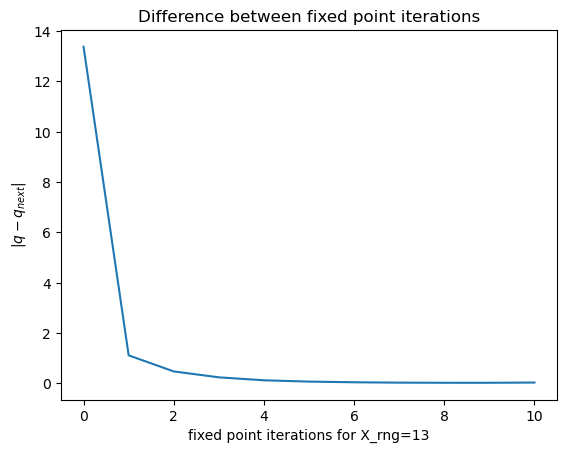 Difference between fixed point iterations
14
12
10
8
6
4
2
0
|q − q_next|
0 2 4 6 8 10
fixed point iterations for X_rng=13